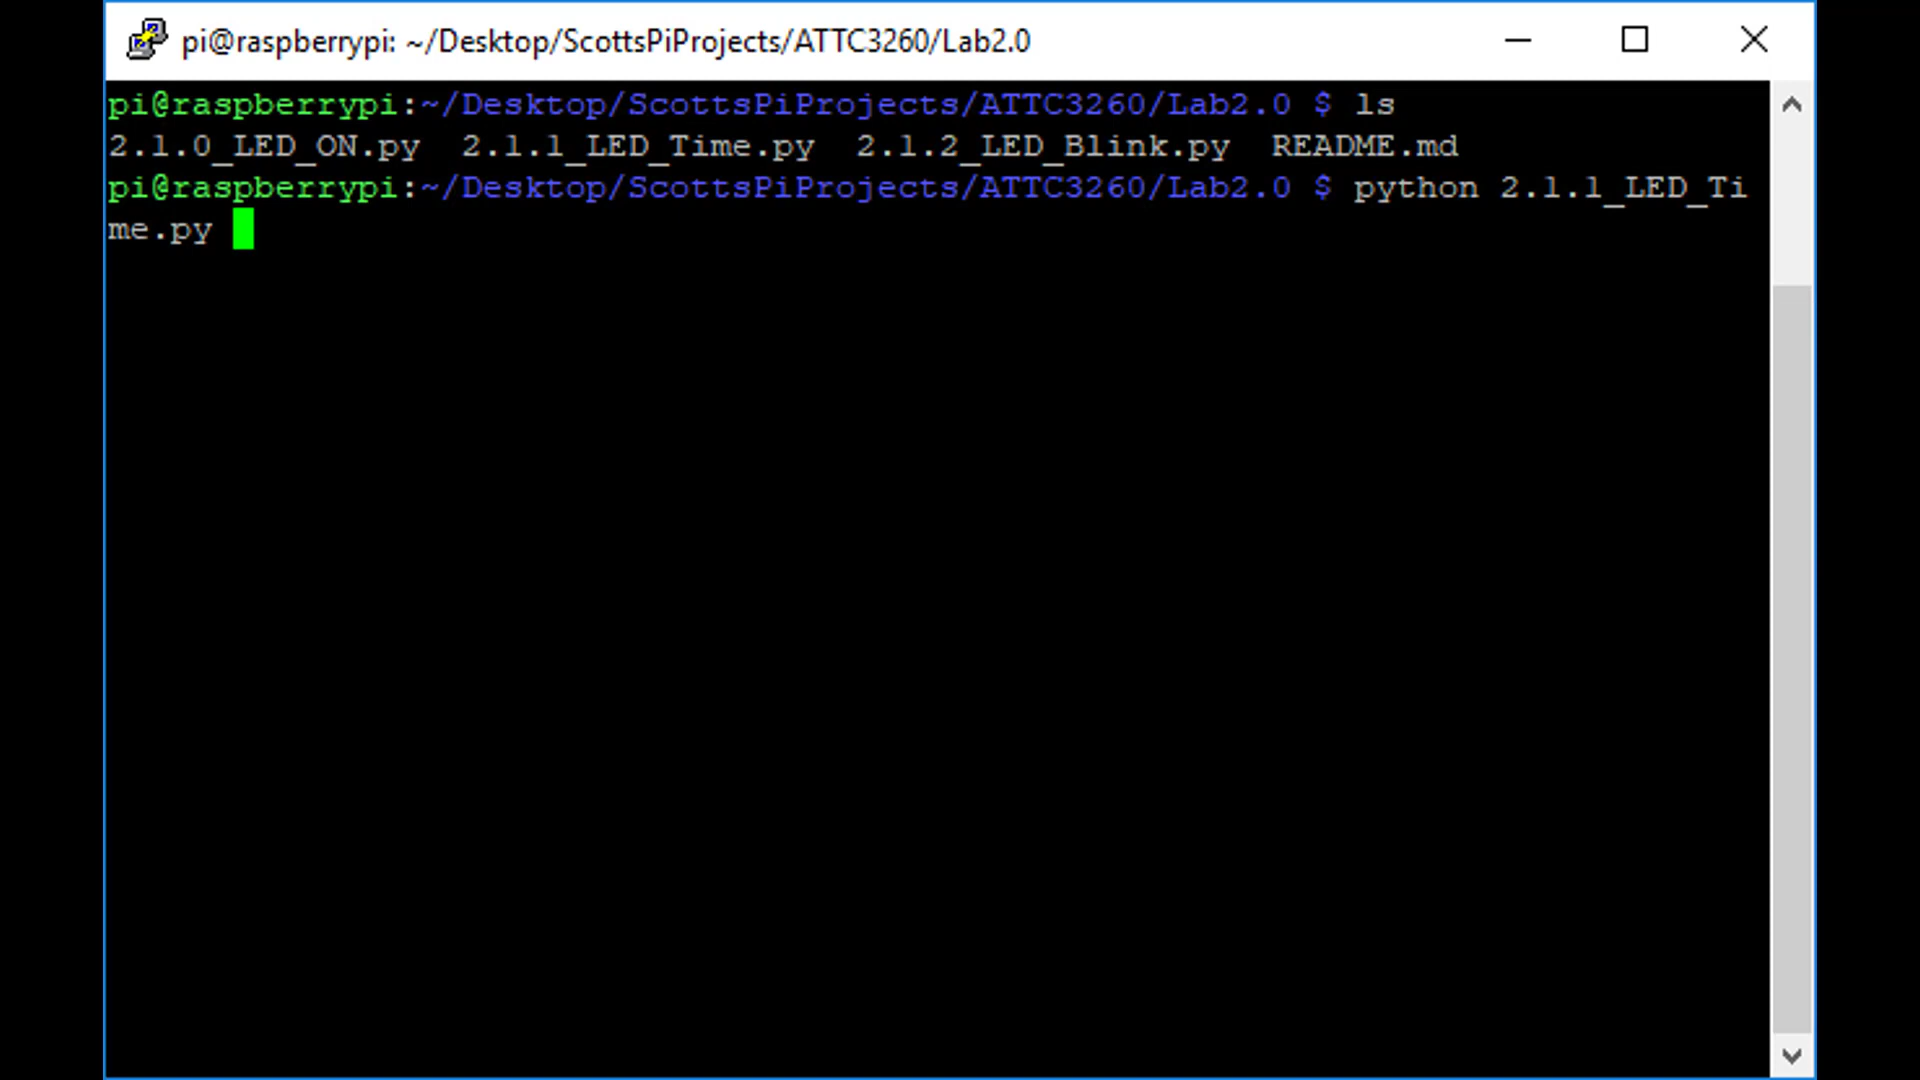 pi@raspberrypi: ~/Desktop/ScottsPiProjects/ATTC3260/Lab2.0
pi@raspberrypi:~/Desktop/ScottsPiProjects/ATTC3260/Lab2.0 $ ls
2.1.0_LED_ON.py  2.1.1_LED_Time.py  2.1.2_LED_Blink.py  README.md
pi@raspberrypi:~/Desktop/ScottsPiProjects/ATTC3260/Lab2.0 $ python 2.1.1_LED_Ti
me.py